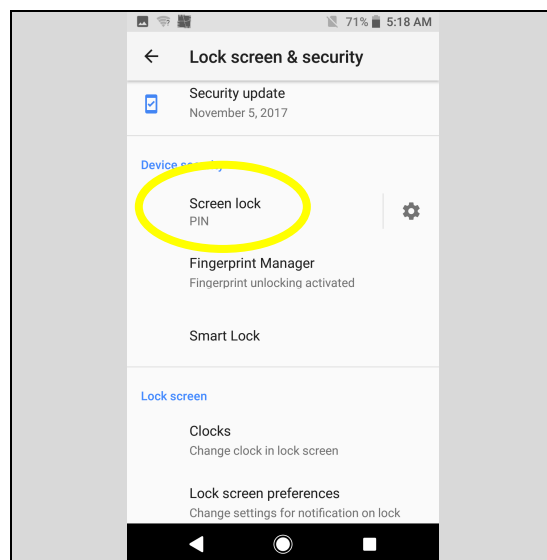 71% 5:18 AM
Lock screen & security
Security update
November 5, 2017
Device security
Screen lock
PIN
Fingerprint Manager
Fingerprint unlocking activated
Smart Lock
Lock screen
Clocks
Change clock in lock screen
Lock screen preferences
Change settings for notification on lock